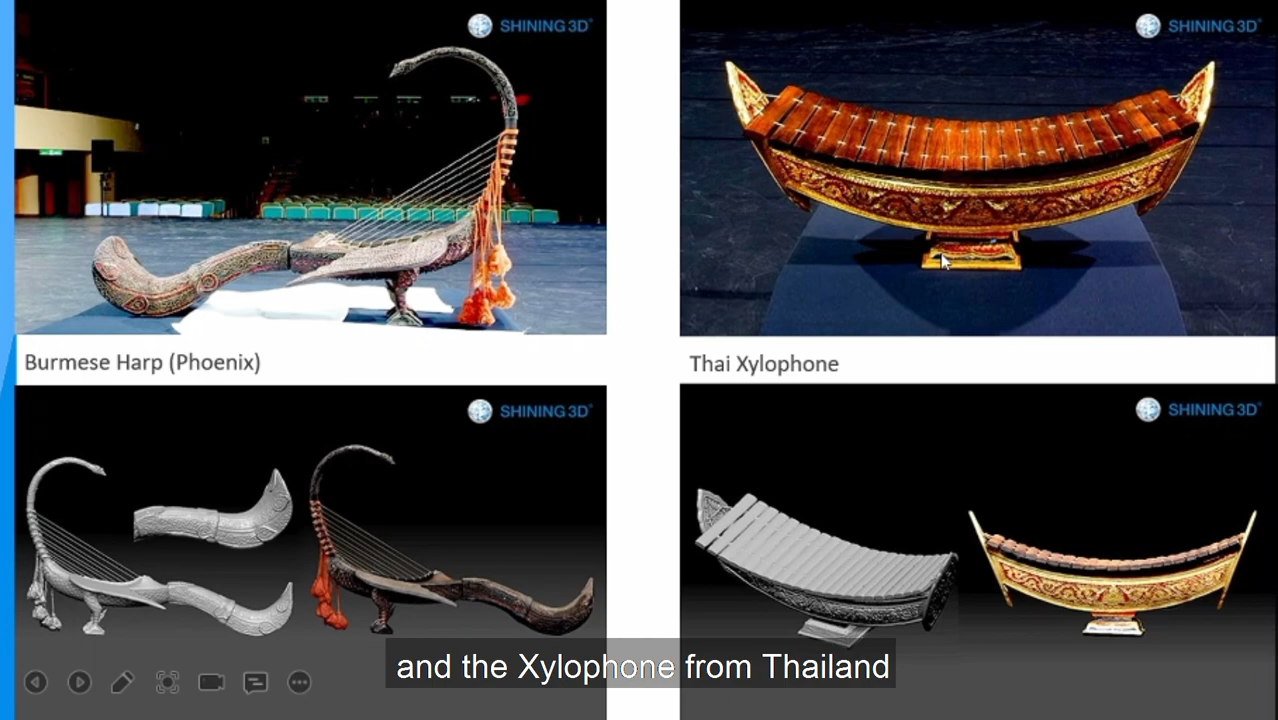 SHINING 3D®
SHINING 3D®
Burmese Harp (Phoenix)
Thai Xylophone
SHINING 3D®
SHINING 3D®
and the Xylophone from Thailand